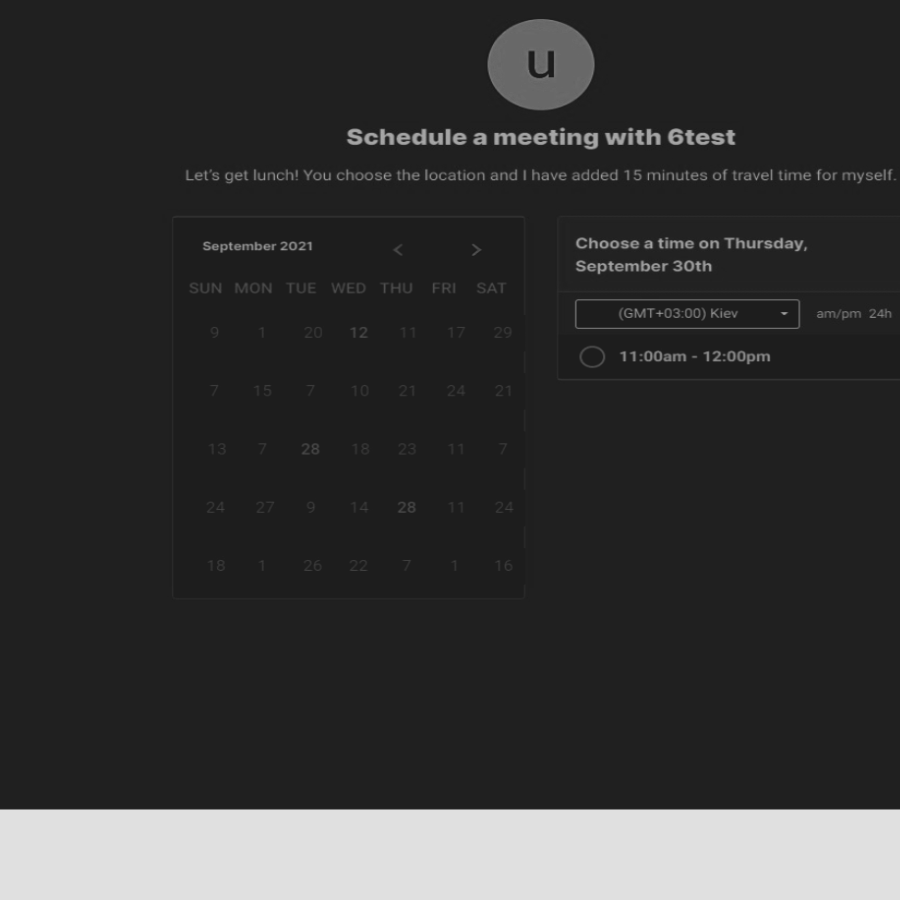 u
Schedule a meeting with 6test
Let's get lunch! You choose the location and I have added 15 minutes of travel time for myself.
September 2021 < >
SUN MON TUE WED THU FRI SAT
9 1 20 12 11 17 29
7 15 7 10 21 24 21
13 7 28 18 23 11 7
24 27 9 14 28 11 24
18 1 26 22 7 1 16
Choose a time on Thursday,
September 30th
(GMT+03:00) Kiev am/pm 24h
11:00am - 12:00pm